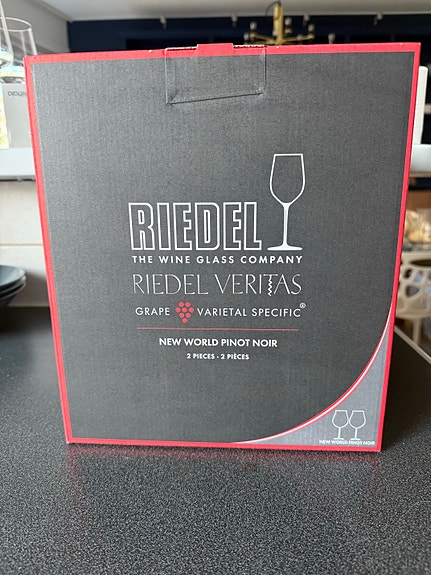 RIEDEL
THE WINE GLASS COMPANY
RIEDEL VERITAS
GRAPE VARIETAL SPECIFIC®
NEW WORLD PINOT NOIR
2 PIECES - 2 PIÈCES
NEW WORLD PINOT NOIR